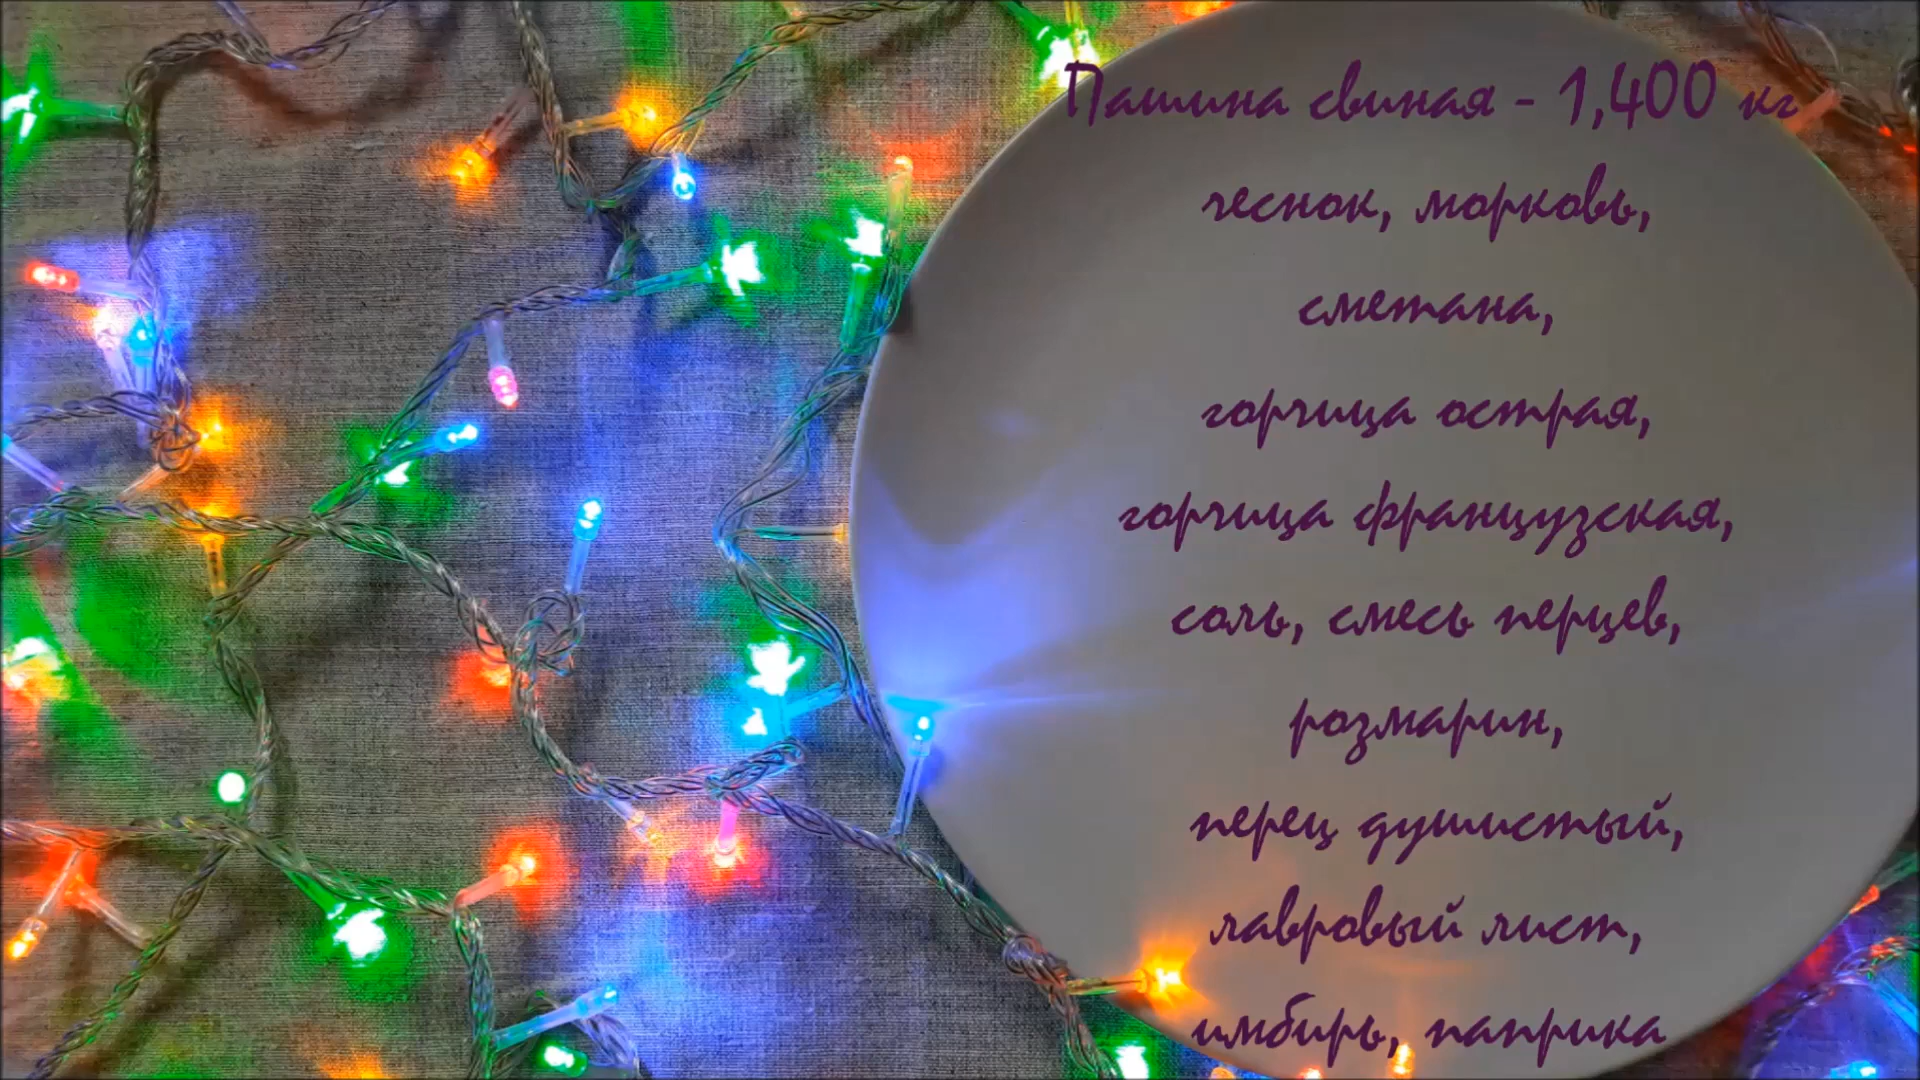 Пашина свиная - 1,400 кг
чеснок, морковь,
сметана,
горчица острая,
горчица французская,
соль, смесь перцев,
розмарин,
перец душистый,
лавровый лист,
имбирь, паприка